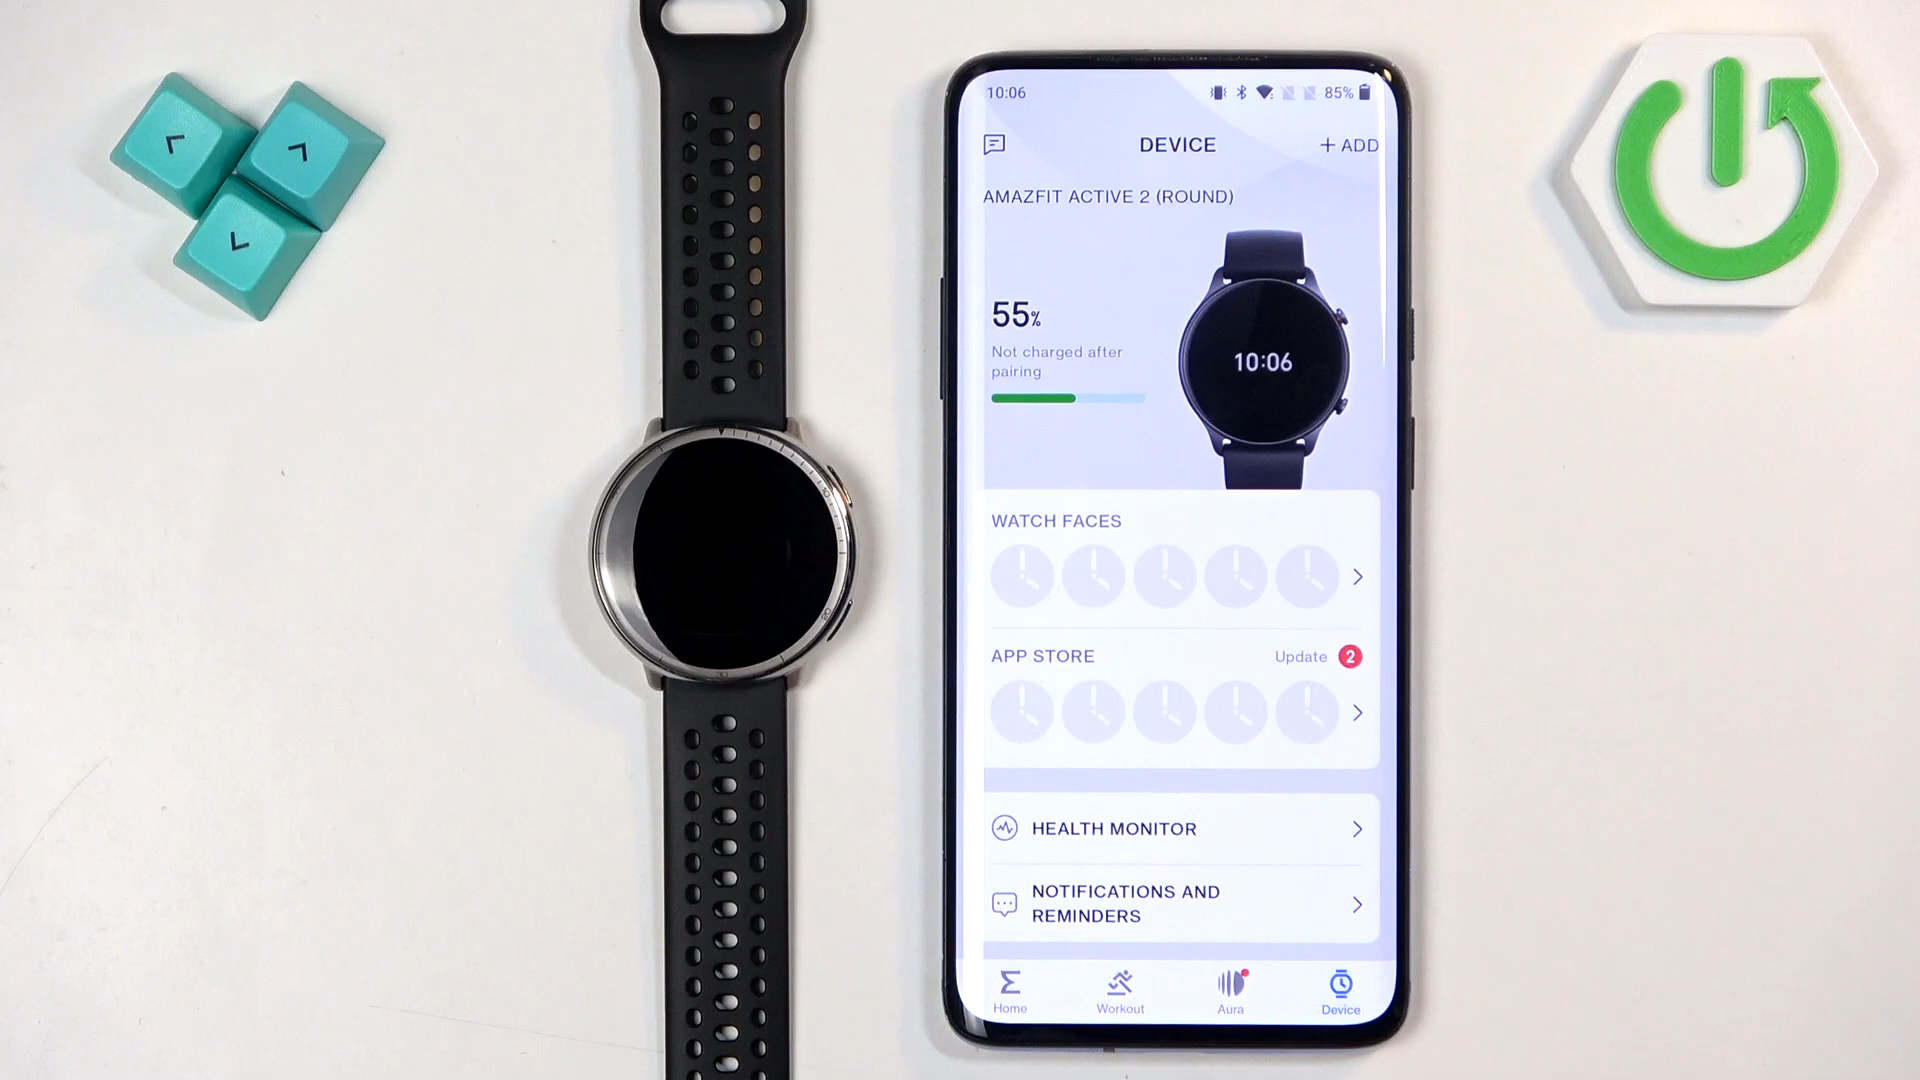 10:06
85%
DEVICE
+ ADD
AMAZFIT ACTIVE 2 (ROUND)
55%
Not charged after
pairing
10:06
WATCH FACES
APP STORE
Update 2
HEALTH MONITOR
NOTIFICATIONS AND
REMINDERS
Home
Workout
Aura
Device